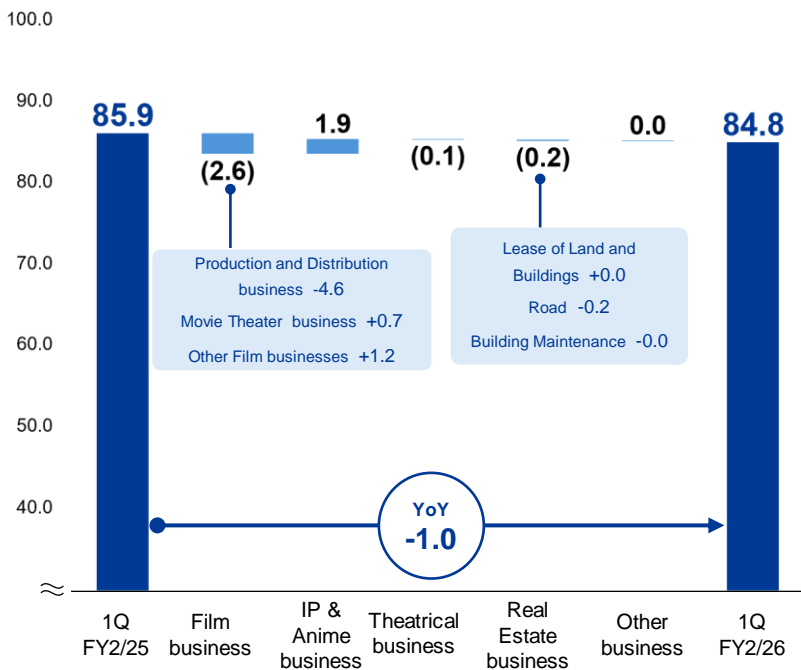 100.0
90.0
80.0
70.0
60.0
50.0
40.0
85.9
(2.6)
1.9
(0.1)
(0.2)
0.0
84.8
Production and Distribution
business -4.6
Movie Theater business +0.7
Other Film businesses +1.2
Lease of Land and
Buildings +0.0
Road -0.2
Building Maintenance -0.0
YoY
-1.0
1Q
FY2/25
Film
business
IP &
Anime
business
Theatrical
business
Real
Estate
business
Other
business
1Q
FY2/26